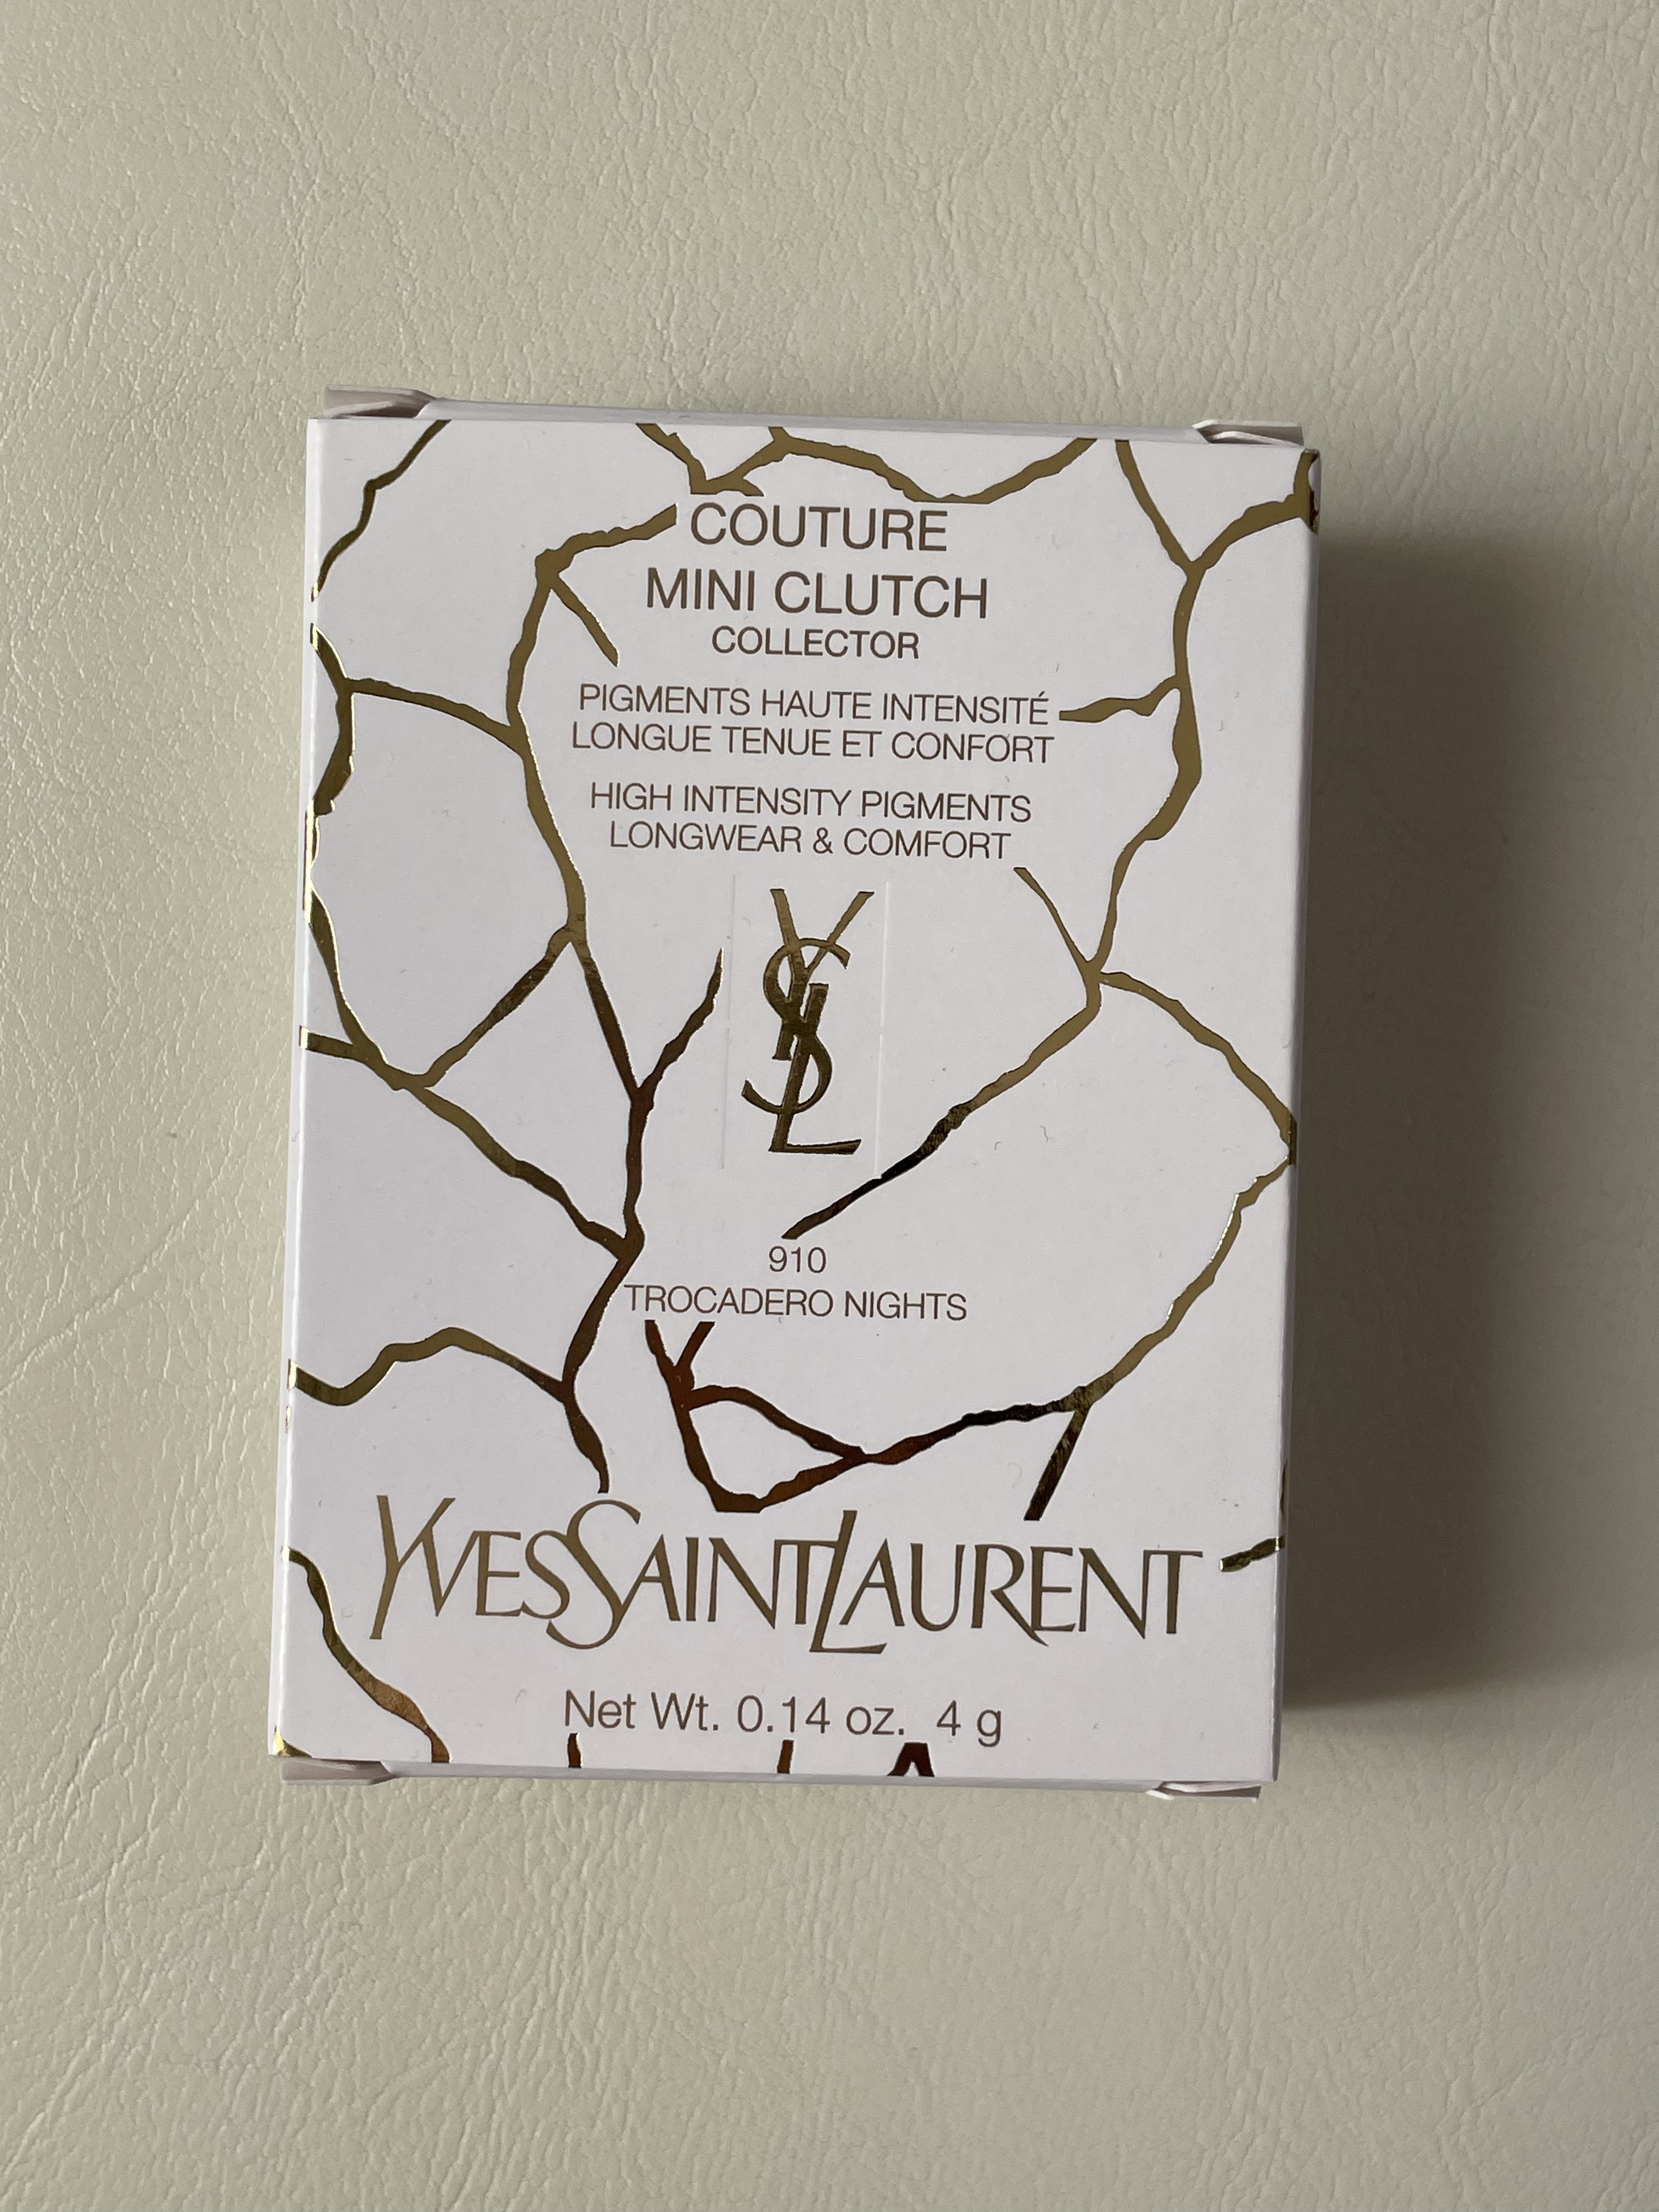 COUTURE
MINI CLUTCH
COLLECTOR
PIGMENTS HAUTE INTENSITÉ
LONGUE TENUE ET CONFORT
HIGH INTENSITY PIGMENTS
LONGWEAR & COMFORT
YSL
910
TROCADERO NIGHTS
YVESSAINTLAURENT
Net Wt. 0.14 oz. 4 g